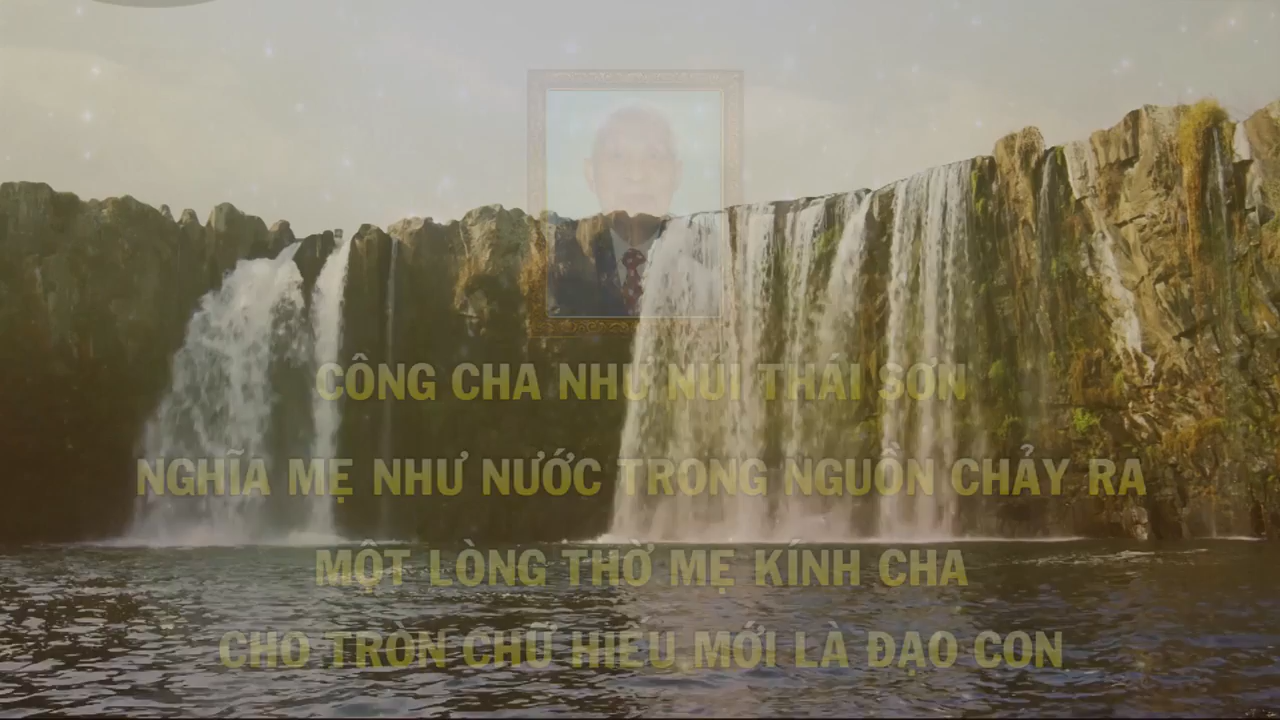 CÔNG CHA NHƯ NÚI THÁI SƠN
NGHĨA MẸ NHƯ NƯỚC TRONG NGUỒN CHẢY RA
MỘT LÒNG THỜ MẸ KÍNH CHA
CHO TRÒN CHỮ HIẾU MỚI LÀ ĐẠO CON